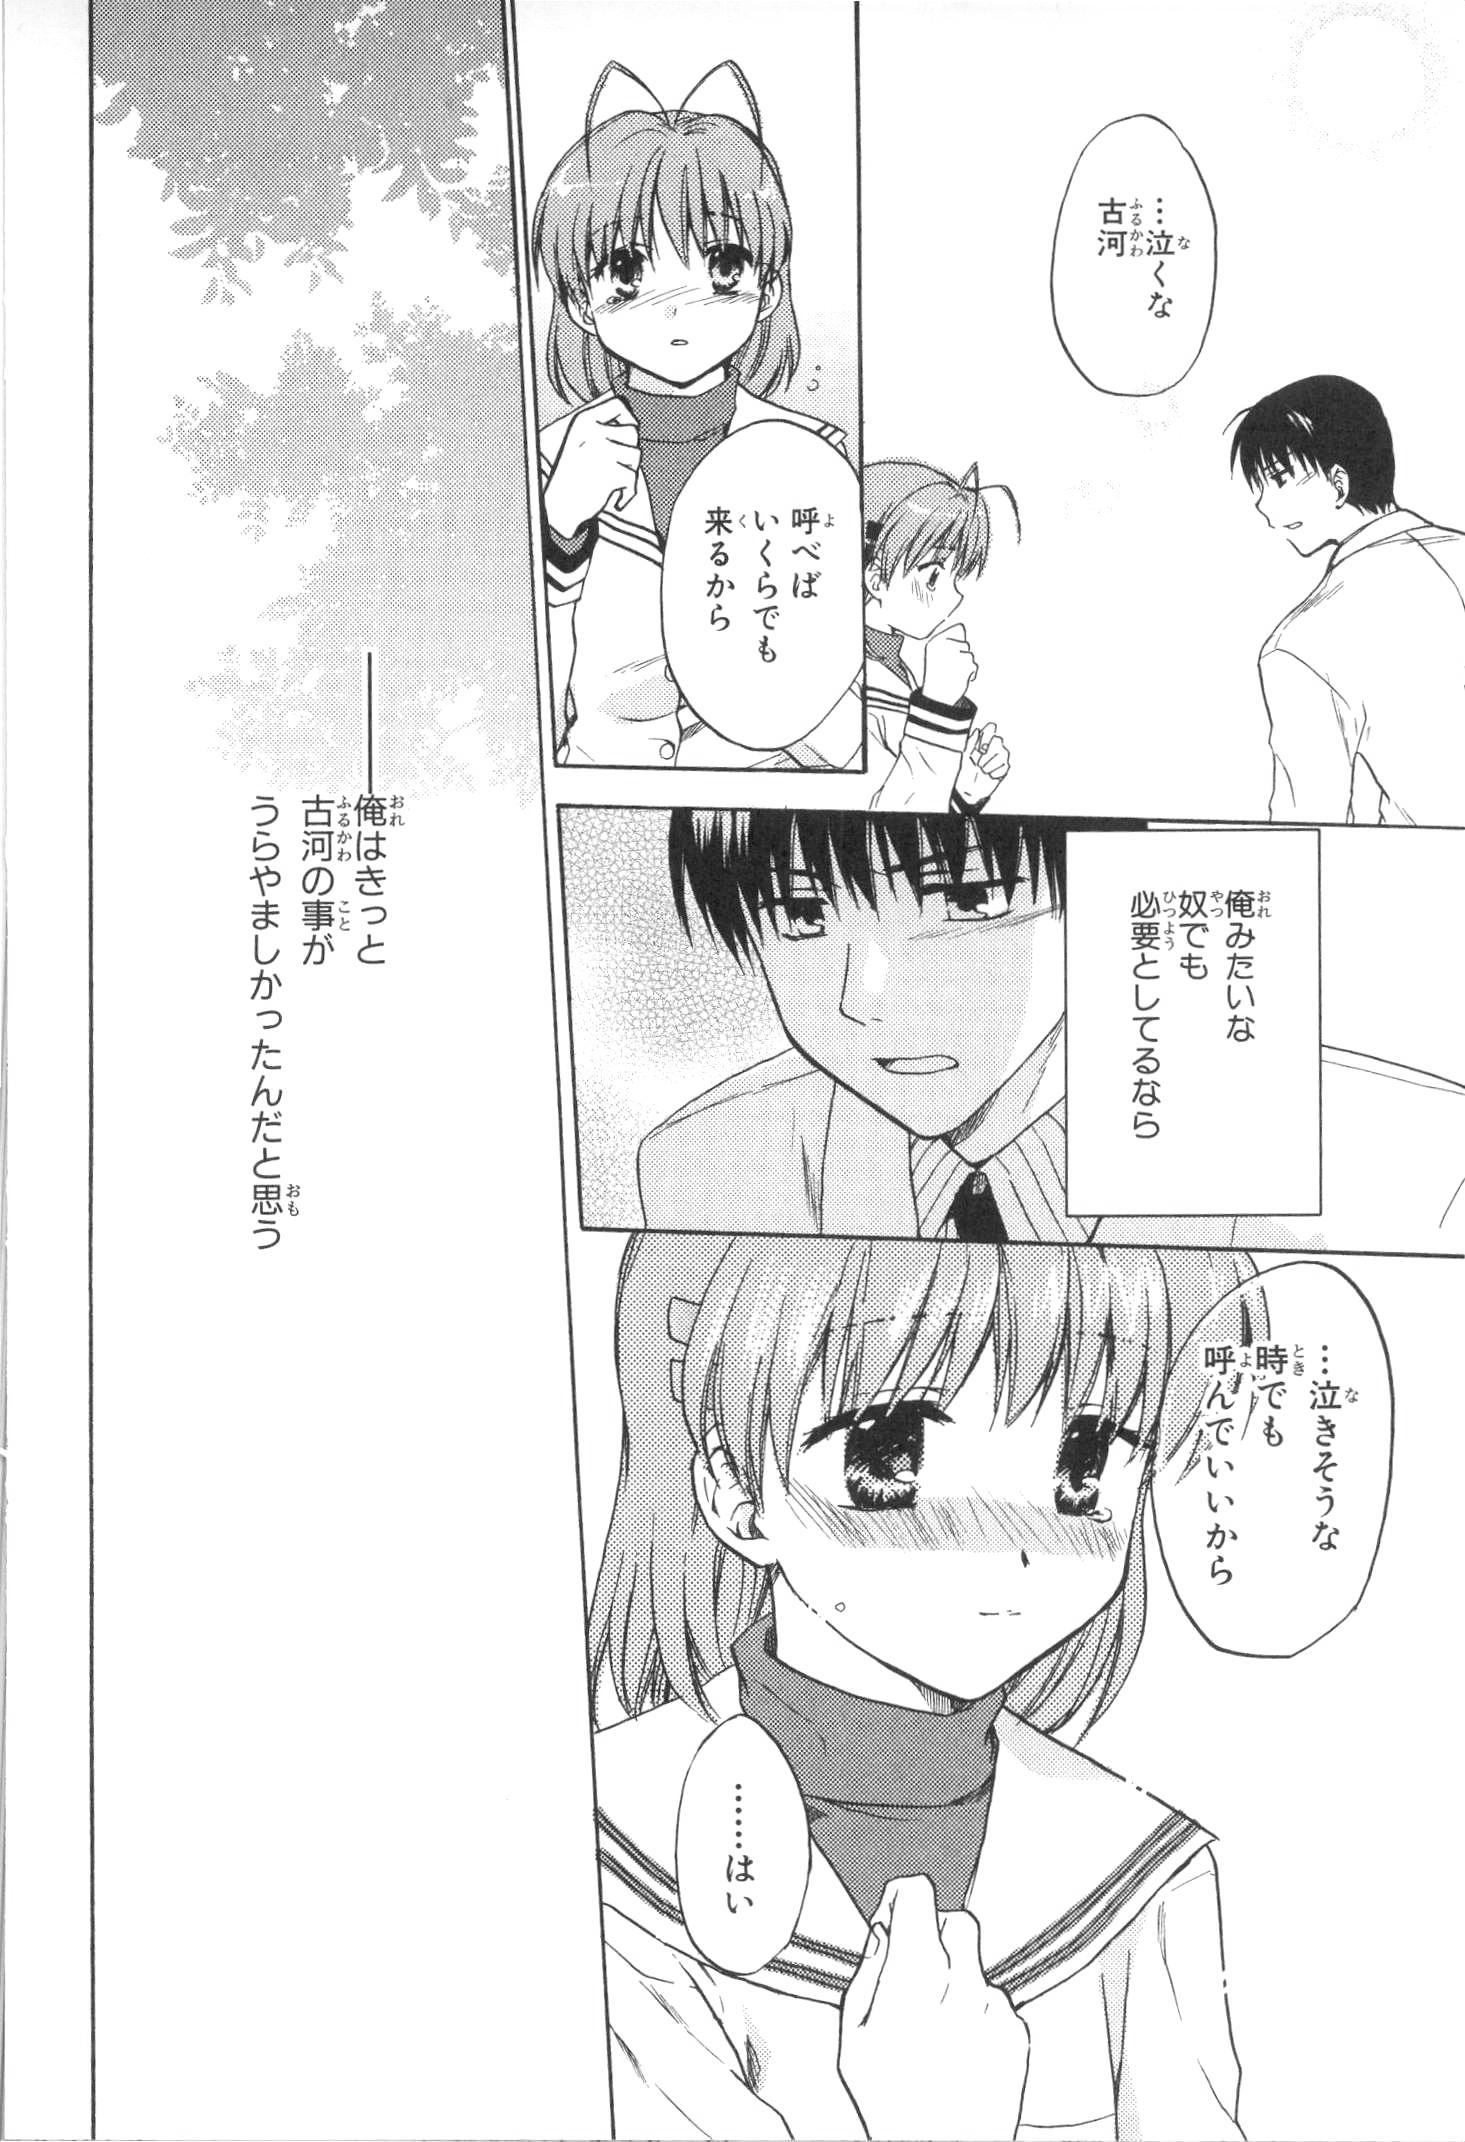 …泣くな
古河
呼べば
いくらでも
来るから
俺みたいな
奴でも
必要としてるなら
…泣きそうな
時でも
呼んでいいから
……はい
――俺はきっと
古河の事が
うらやましかったんだと思う